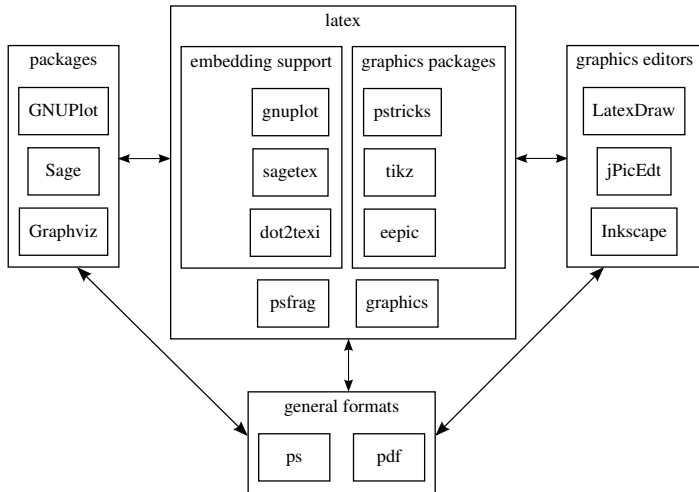 latex
packages
embedding support
graphics packages
graphics editors
GNUPlot
gnuplot
pstricks
LatexDraw
Sage
sagetex
tikz
jPicEdt
Graphviz
dot2texi
eepic
Inkscape
psfrag
graphics
general formats
ps
pdf